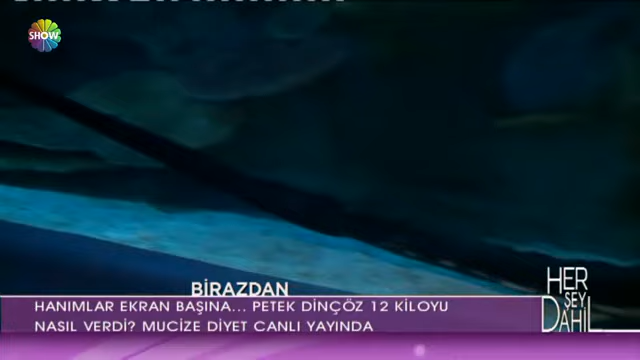 SHOW
BİRAZDAN
HANIMLAR EKRAN BAŞINA... PETEK DİNÇÖZ 12 KİLOYU
NASIL VERDİ? MUCİZE DİYET CANLI YAYINDA
HER
ŞEY
DAHİL